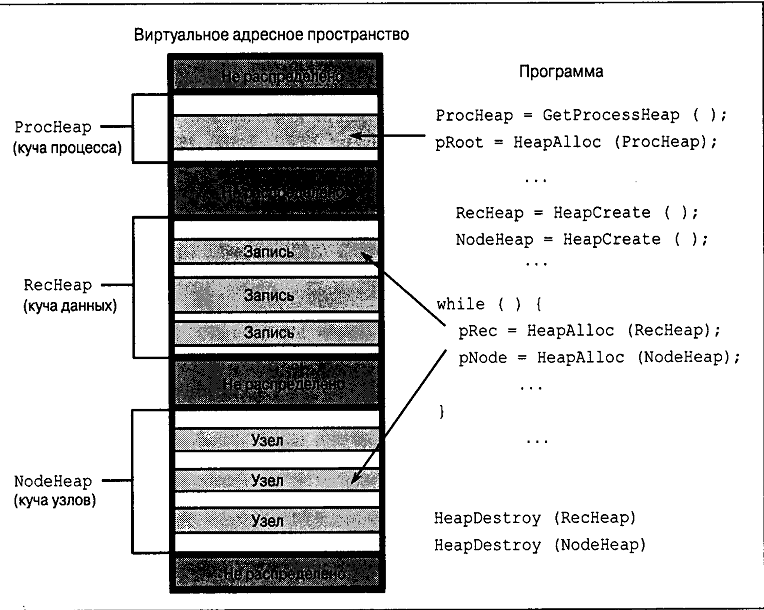 Виртуальное адресное пространство
Не распределено
ProcHeap
(куча процесса)
Не распределено
RecHeap
(куча данных)
Запись
Запись
Запись
Не распределено
NodeHeap
(куча узлов)
Узел
Узел
Узел
Не распределено
Программа
ProcHeap = GetProcessHeap ( );
pRoot = HeapAlloc (ProcHeap);
...
RecHeap = HeapCreate ( );
NodeHeap = HeapCreate ( );
...
while ( ) {
pRec = HeapAlloc (RecHeap);
pNode = HeapAlloc (NodeHeap);
...
}
...
HeapDestroy (RecHeap)
HeapDestroy (NodeHeap)